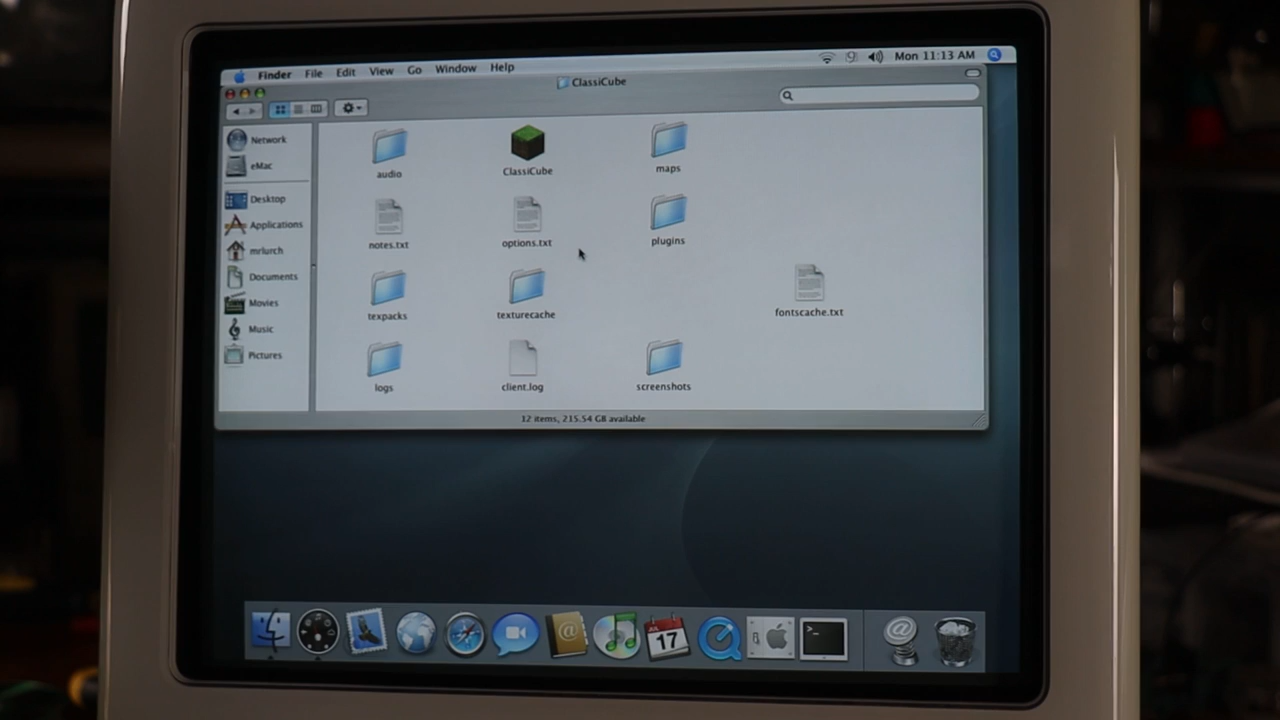 Finder File Edit View Go Window Help Mon 11:13 AM
ClassiCube
Network
eMac
Desktop
Applications
mrlurch
Documents
Movies
Music
Pictures
audio ClassiCube maps
notes.txt options.txt plugins
texpacks texturecache fontscache.txt
logs client.log screenshots
12 items, 215.54 GB available
17